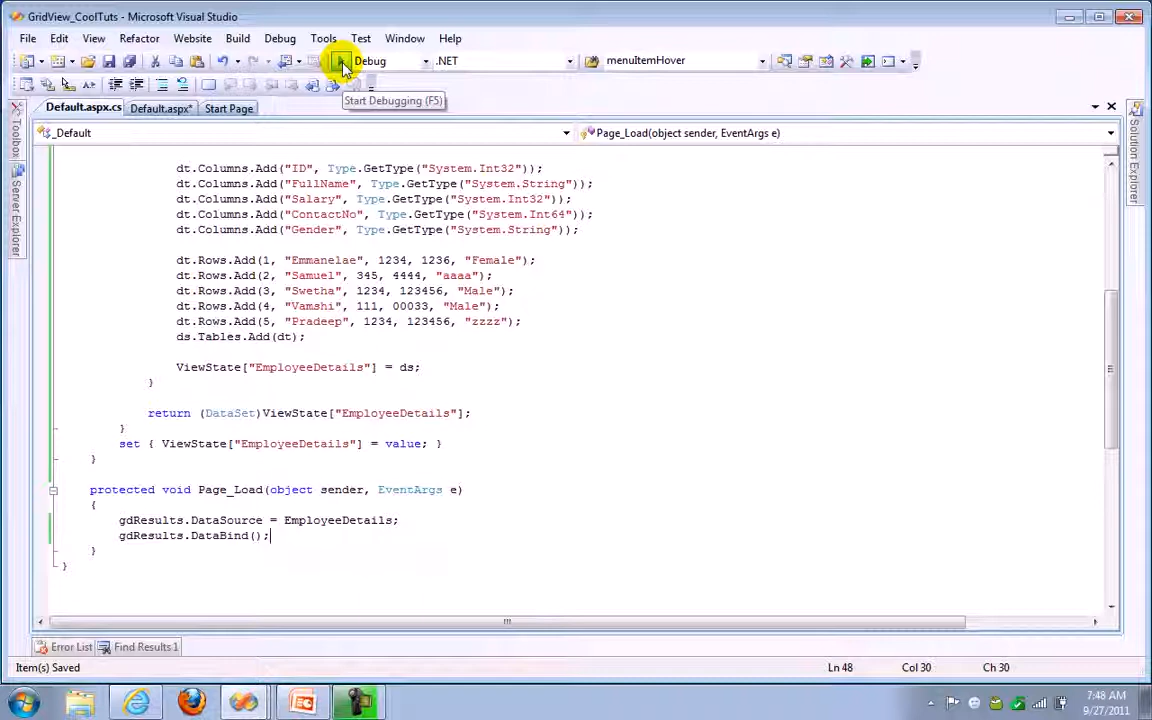 GridView_CoolTuts - Microsoft Visual Studio
File Edit View Refactor Website Build Debug Tools Test Window Help
Debug .NET menuItemHover
Start Debugging (F5)
Default.aspx.cs Default.aspx* Start Page
_Default Page_Load(object sender, EventArgs e)
Toolbox
Server Explorer
Solution Explorer
dt.Columns.Add("ID", Type.GetType("System.Int32"));
dt.Columns.Add("FullName", Type.GetType("System.String"));
dt.Columns.Add("Salary", Type.GetType("System.Int32"));
dt.Columns.Add("ContactNo", Type.GetType("System.Int64"));
dt.Columns.Add("Gender", Type.GetType("System.String"));
dt.Rows.Add(1, "Emmanelae", 1234, 1236, "Female");
dt.Rows.Add(2, "Samuel", 345, 4444, "aaaa");
dt.Rows.Add(3, "Swetha", 1234, 123456, "Male");
dt.Rows.Add(4, "Vamshi", 111, 00033, "Male");
dt.Rows.Add(5, "Pradeep", 1234, 123456, "zzzz");
ds.Tables.Add(dt);
ViewState["EmployeeDetails"] = ds;
}
return (DataSet)ViewState["EmployeeDetails"];
}
set { ViewState["EmployeeDetails"] = value; }
}
protected void Page_Load(object sender, EventArgs e)
{
gdResults.DataSource = EmployeeDetails;
gdResults.DataBind();
}
}
Error List Find Results 1
Item(s) Saved Ln 48 Col 30 Ch 30
7:48 AM
9/27/2011